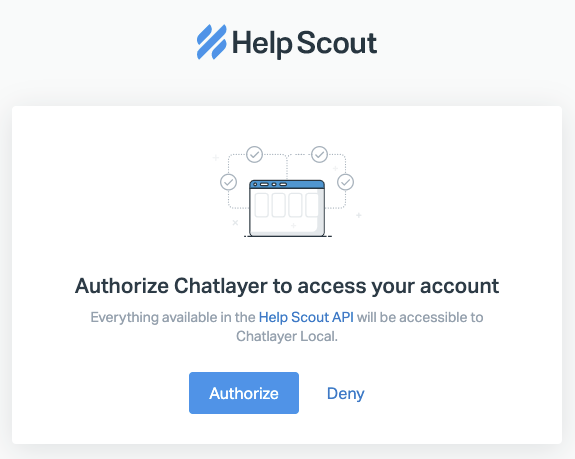 Help Scout
Authorize Chatlayer to access your account
Everything available in the Help Scout API will be accessible to
Chatlayer Local.
Authorize
Deny